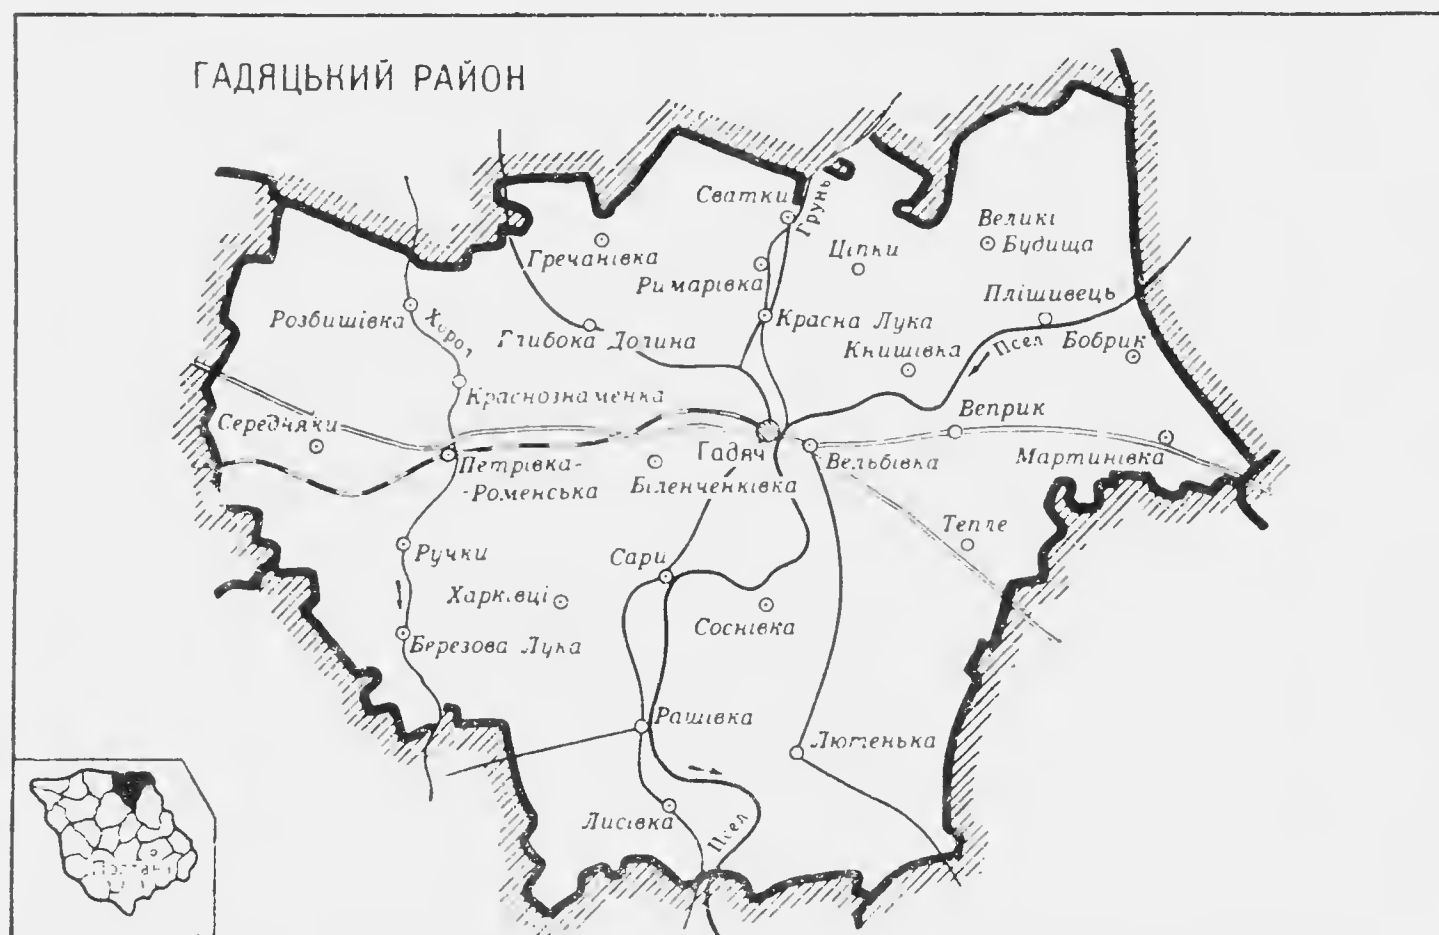 ГАДЯЦЬКИЙ РАЙОН
Сватки
Грунь
Великі
Будища
Ціпки
Гречанівка
Римарівка
Плішивець
Розбишівка
Хорол
Глибока Долина
Красна Лука
Книшівка
Псел
Бобрик
Краснознаменка
Середняки
Веприк
Гадяч
Вельбівка
Мартинівка
Петрівка-
-Роменська
Біленченківка
Тепле
Ручки
Сари
Харківці
Соснівка
Березова Лука
Рашівка
Лютенька
Лисівка
Псел
Полтава